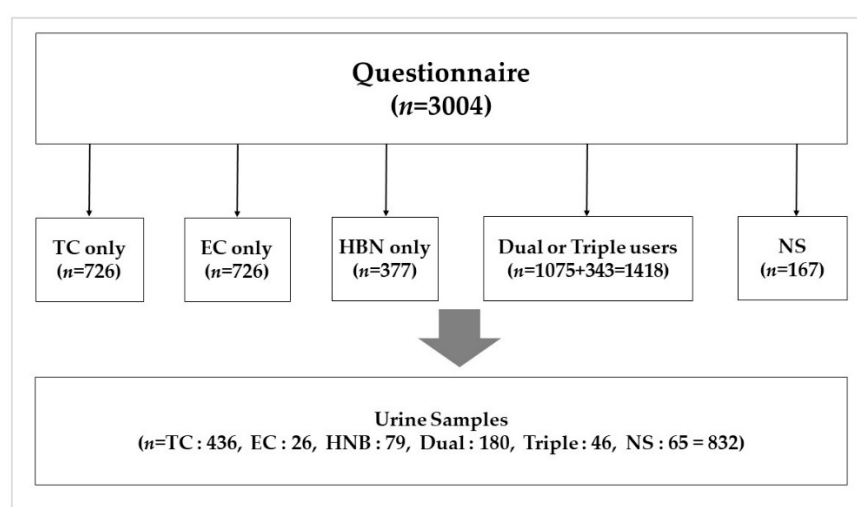 Questionnaire
(n=3004)
TC only
(n=726)
EC only
(n=726)
HBN only
(n=377)
Dual or Triple users
(n=1075+343=1418)
NS
(n=167)
Urine Samples
(n=TC : 436, EC : 26, HNB : 79, Dual : 180, Triple : 46, NS : 65 = 832)